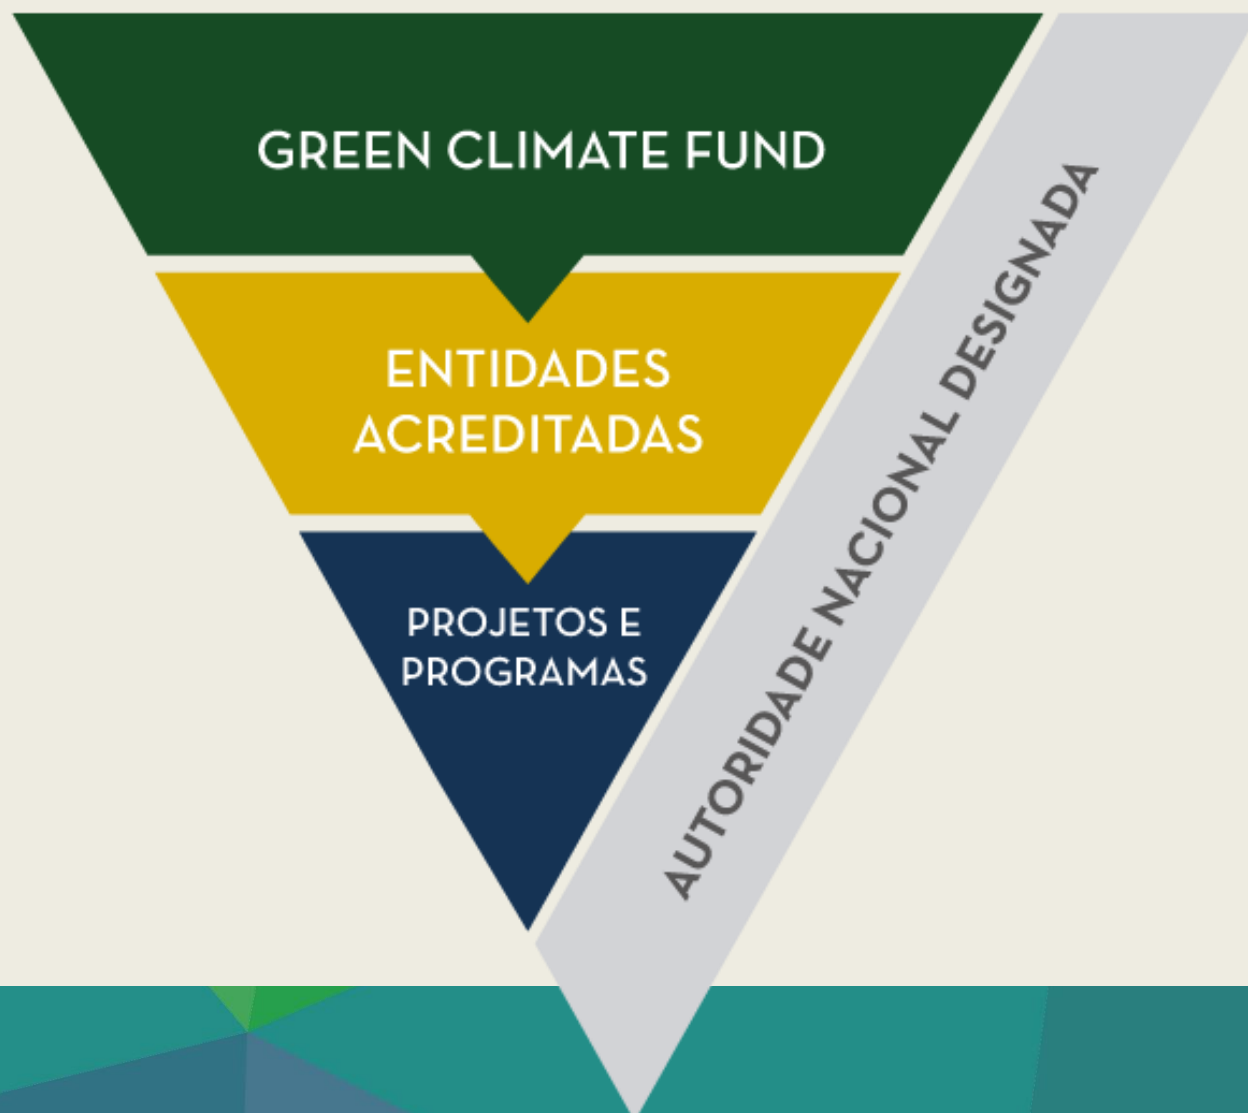 GREEN CLIMATE FUND
ENTIDADES
ACREDITADAS
PROJETOS E
PROGRAMAS
AUTORIDADE NACIONAL DESIGNADA